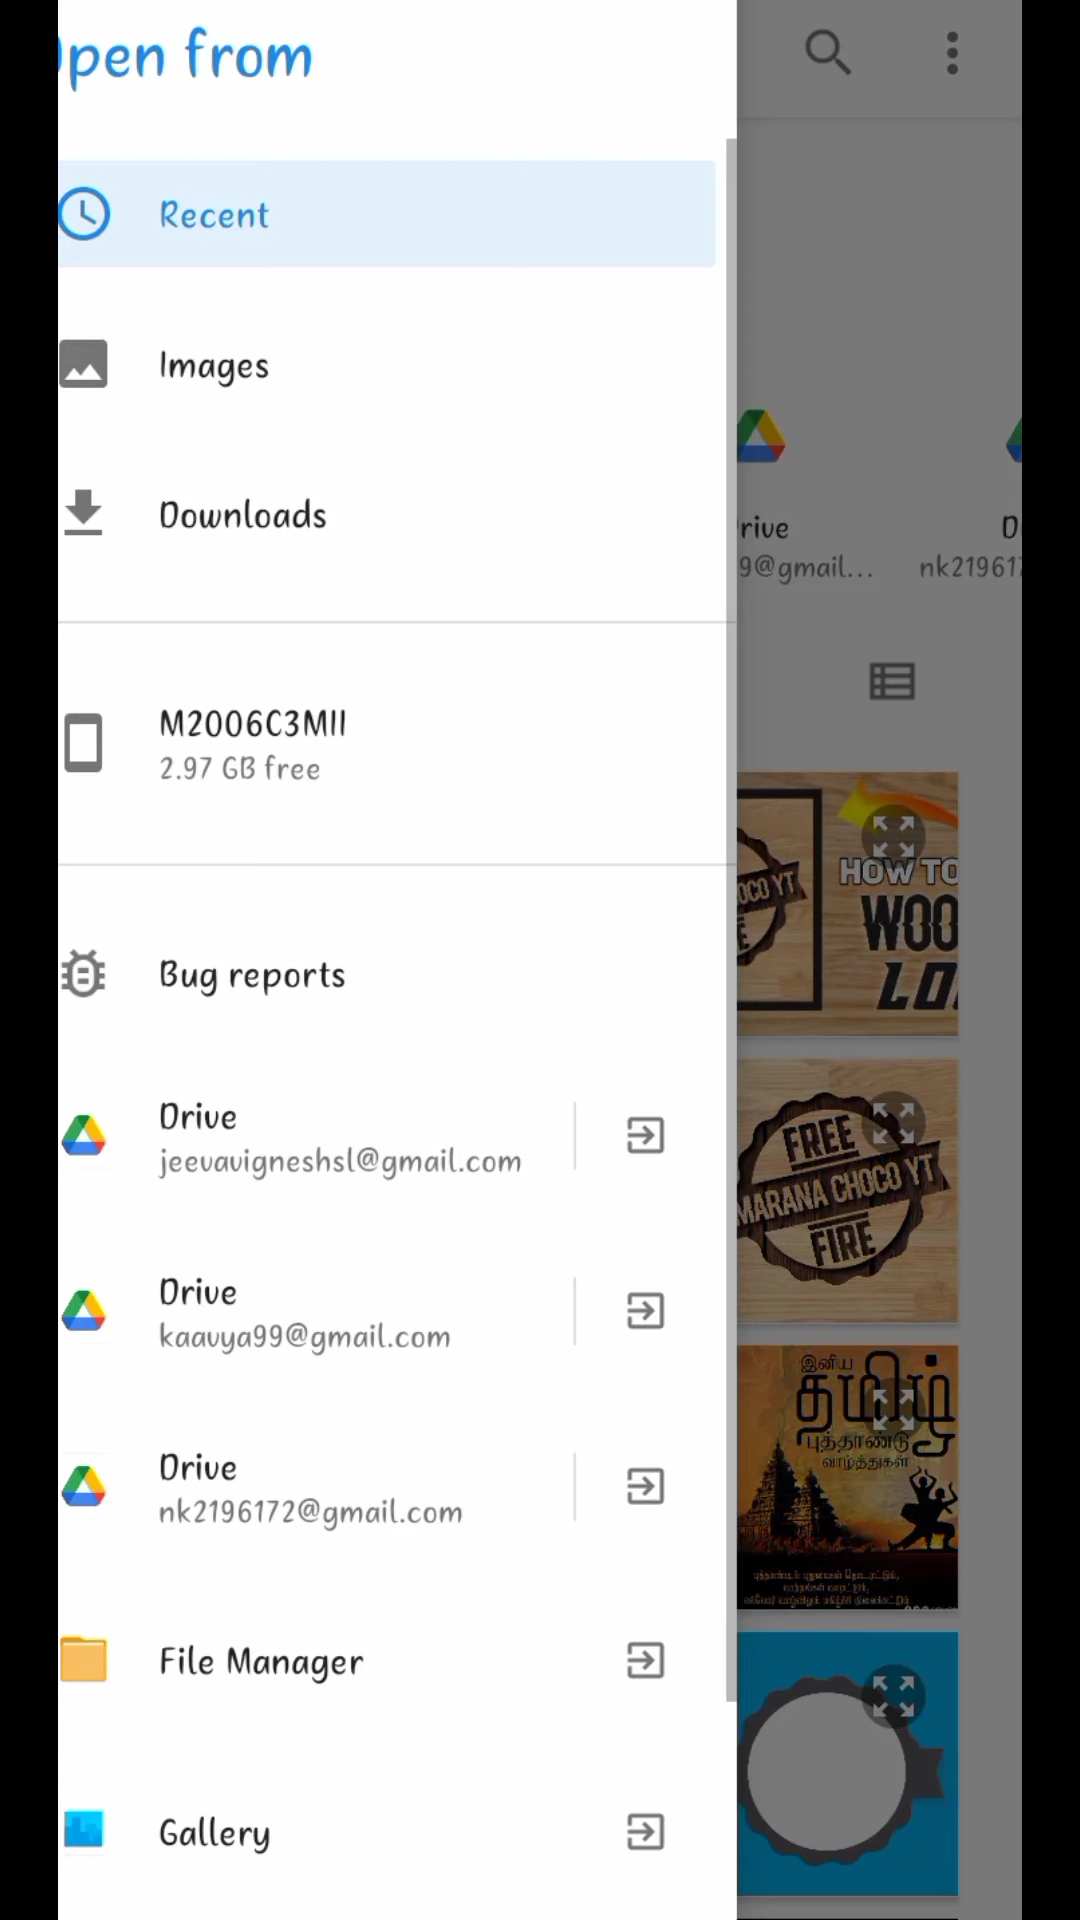 Open from
Recent
Images
Downloads
M2006C3MII
2.97 GB free
Bug reports
Drive
jeevavigneshsl@gmail.com
Drive
kaavya99@gmail.com
Drive
nk2196172@gmail.com
File Manager
Gallery
rive
9@gmail...
D
nk219617
OCO YT
E
HOW TO
WOO
LO
FREE
MARANA CHOCO YT
FIRE
இனிய
தமிழ்
புத்தாண்டு
வாழ்த்துகள்